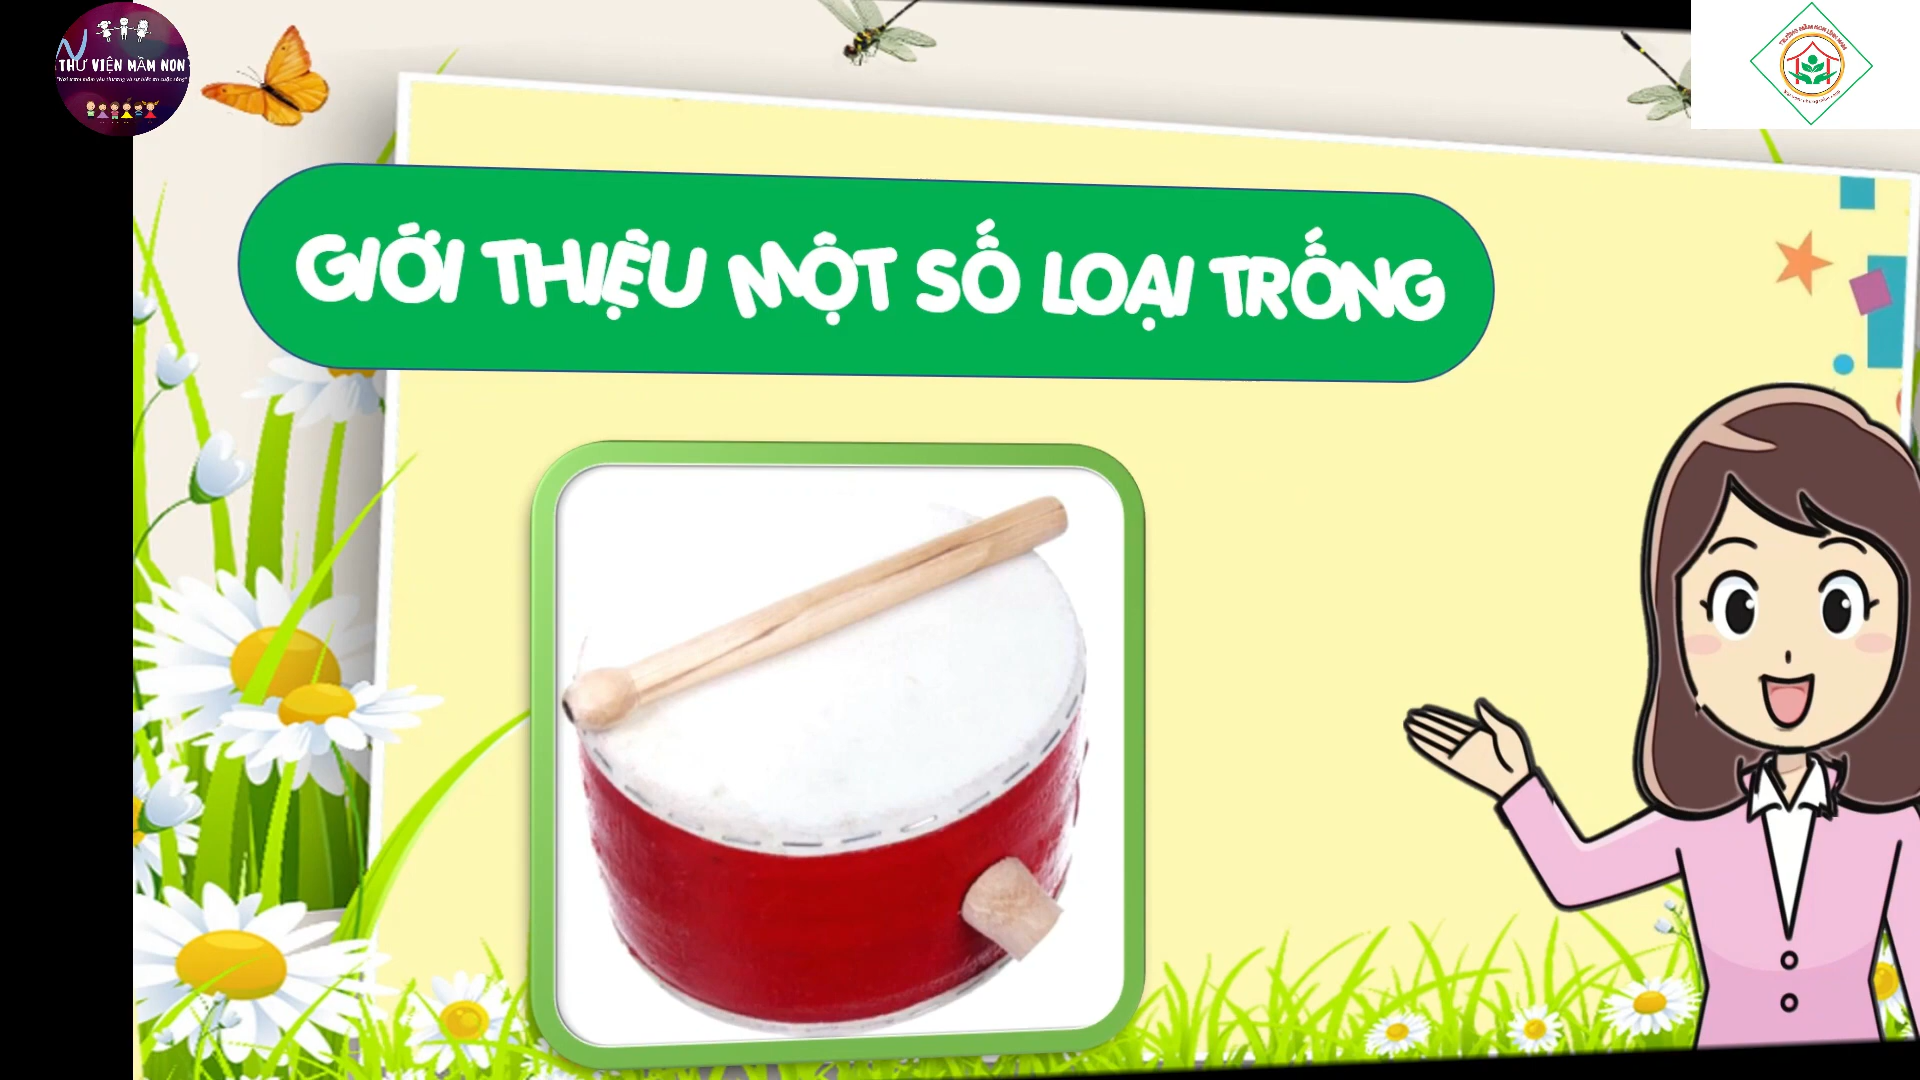 THƯ VIỆN MẦM NON
GIỚI THIỆU MỘT SỐ LOẠI TRỐNG